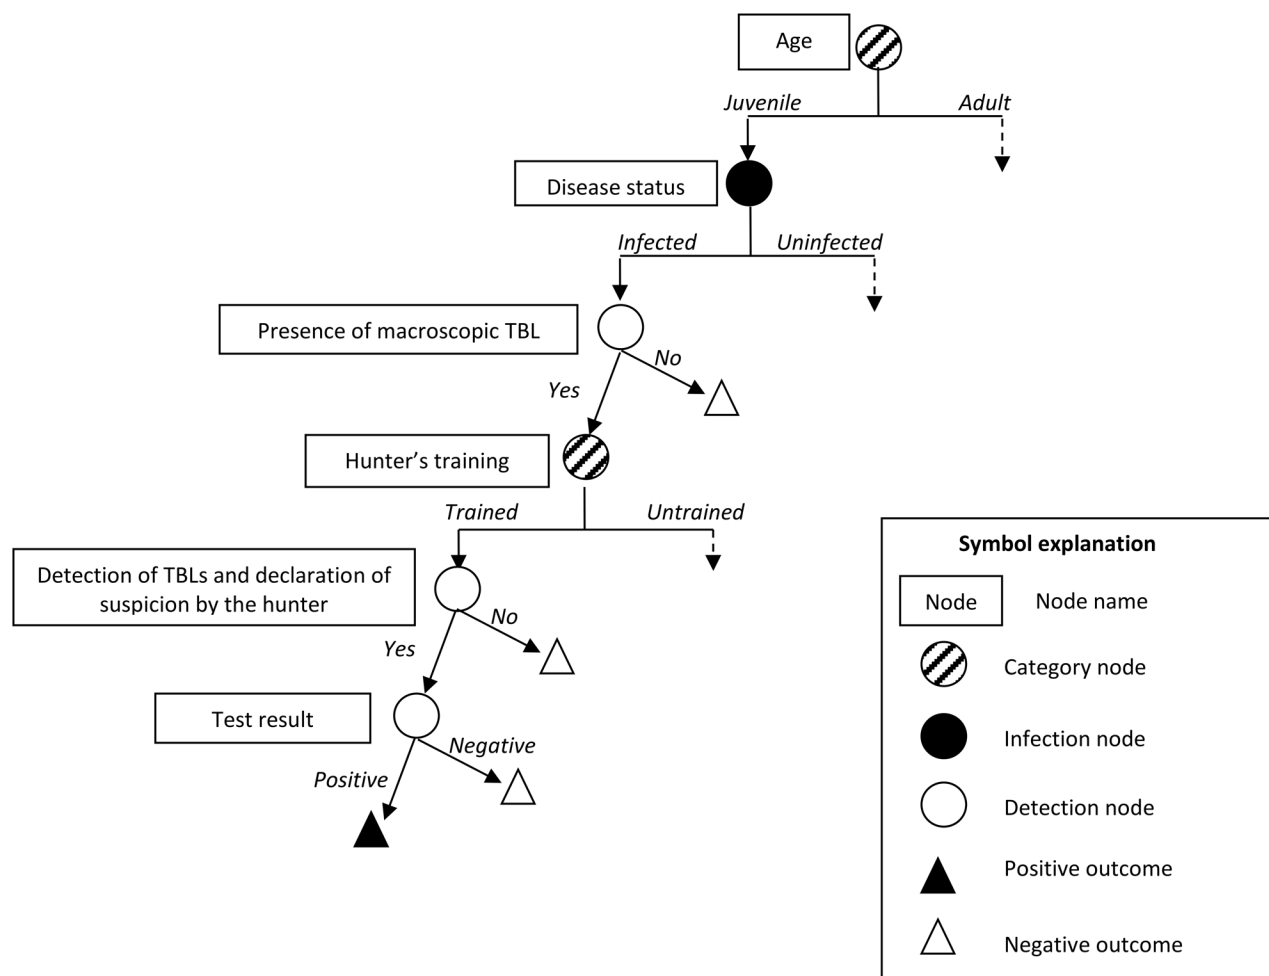 Age
Juvenile
Adult
Disease status
Infected
Uninfected
Presence of macroscopic TBL
No
Yes
Hunter’s training
Trained
Untrained
Detection of TBLs and declaration of
suspicion by the hunter
No
Yes
Test result
Negative
Positive
Symbol explanation
Node
Node name
Category node
Infection node
Detection node
Positive outcome
Negative outcome